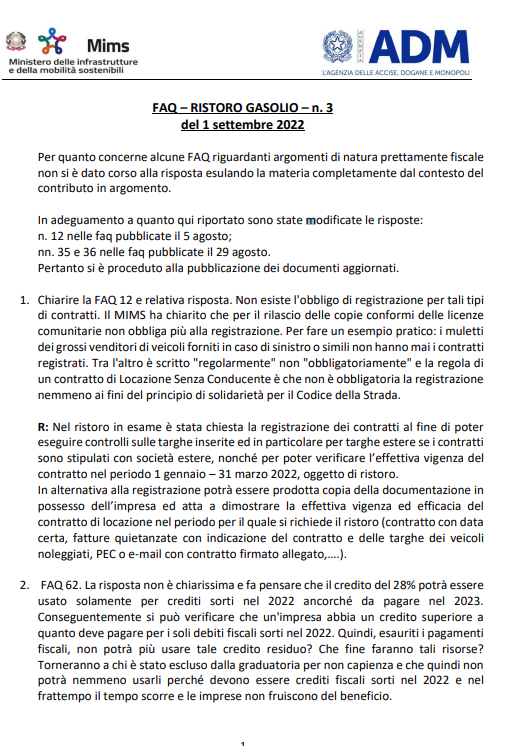 Mims
Ministero delle infrastrutture
e della mobilità sostenibili
AGENZIA
ADM
L'AGENZIA DELLE ACCISE, DOGANE E MONOPOLI
FAQ – RISTORO GASOLIO – n. 3
del 1 settembre 2022
Per quanto concerne alcune FAQ riguardanti argomenti di natura prettamente fiscale
non si è dato corso alla risposta esulando la materia completamente dal contesto del
contributo in argomento.
In adeguamento a quanto qui riportato sono state modificate le risposte:
n. 12 nelle faq pubblicate il 5 agosto;
nn. 35 e 36 nelle faq pubblicate il 29 agosto.
Pertanto si è proceduto alla pubblicazione dei documenti aggiornati.
1. Chiarire la FAQ 12 e relativa risposta. Non esiste l'obbligo di registrazione per tali tipi
di contratti. Il MIMS ha chiarito che per il rilascio delle copie conformi delle licenze
comunitarie non obbliga più alla registrazione. Per fare un esempio pratico: i muletti
dei grossi venditori di veicoli forniti in caso di sinistro o simili non hanno mai i contratti
registrati. Tra l'altro è scritto "regolarmente" non "obbligatoriamente" e la regola di
un contratto di Locazione Senza Conducente è che non è obbligatoria la registrazione
nemmeno ai fini del principio di solidarietà per il Codice della Strada.
R: Nel ristoro in esame è stata chiesta la registrazione dei contratti al fine di poter
eseguire controlli sulle targhe inserite ed in particolare per targhe estere se i contratti
sono stipulati con società estere, nonché per poter verificare l'effettiva vigenza del
contratto nel periodo 1 gennaio – 31 marzo 2022, oggetto di ristoro.
In alternativa alla registrazione potrà essere prodotta copia della documentazione in
possesso dell'impresa ed atta a dimostrare la effettiva vigenza ed efficacia del
contratto di locazione nel periodo per il quale si richiede il ristoro (contratto con data
certa, fatture quietanzate con indicazione del contratto e delle targhe dei veicoli
noleggiati, PEC o e-mail con contratto firmato allegato,....).
2. FAQ 62. La risposta non è chiarissima e fa pensare che il credito del 28% potrà essere
usato solamente per crediti sorti nel 2022 ancorché da pagare nel 2023.
Conseguentemente si può verificare che un'impresa abbia un credito superiore a
quanto deve pagare per i soli debiti fiscali sorti nel 2022. Quindi, esauriti i pagamenti
fiscali, non potrà più usare tale credito residuo? Che fine faranno tali risorse?
Torneranno a chi è stato escluso dalla graduatoria per non capienza e che quindi non
potrà nemmeno usarli perché devono essere crediti fiscali sorti nel 2022 e nel
frattempo il tempo scorre e le imprese non fruiscono del beneficio.
1